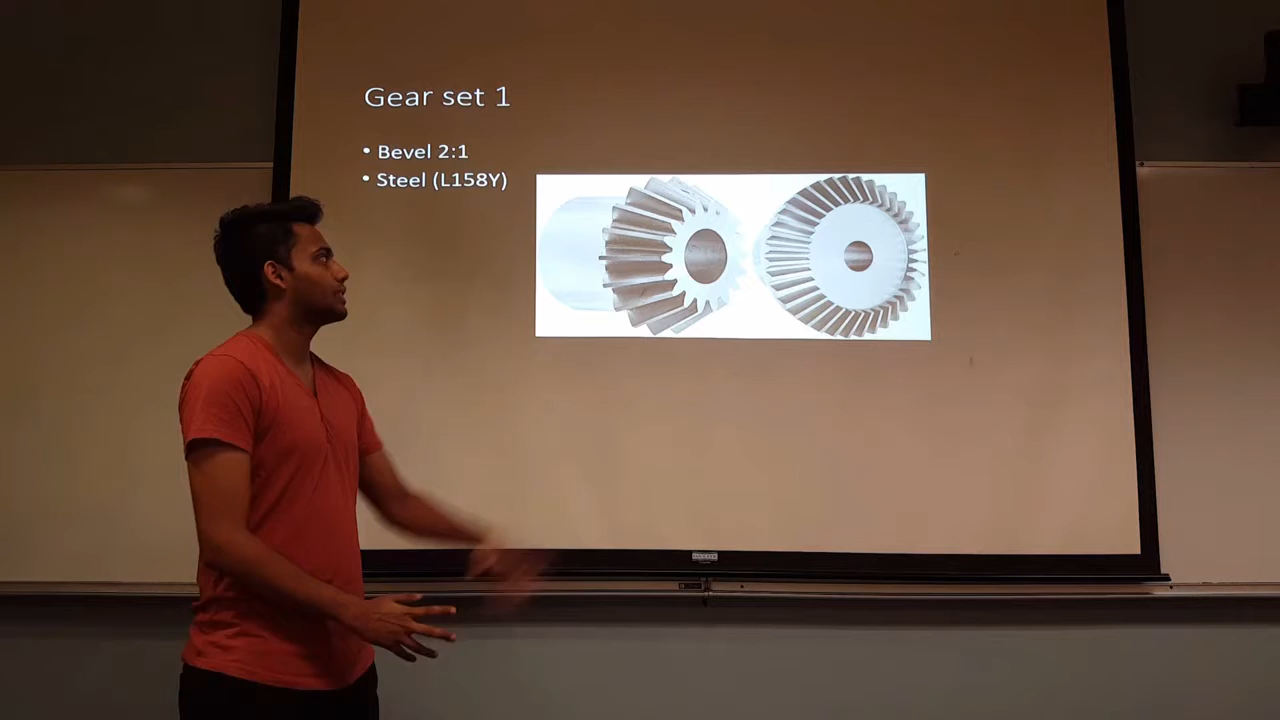 Gear set 1
• Bevel 2:1
• Steel (L158Y)